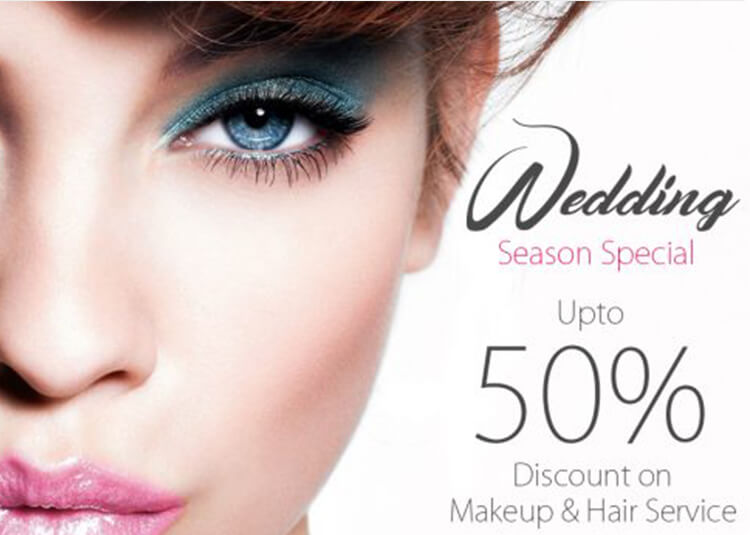 Wedding
Season Special
Upto
50%
Discount on
Makeup & Hair Service